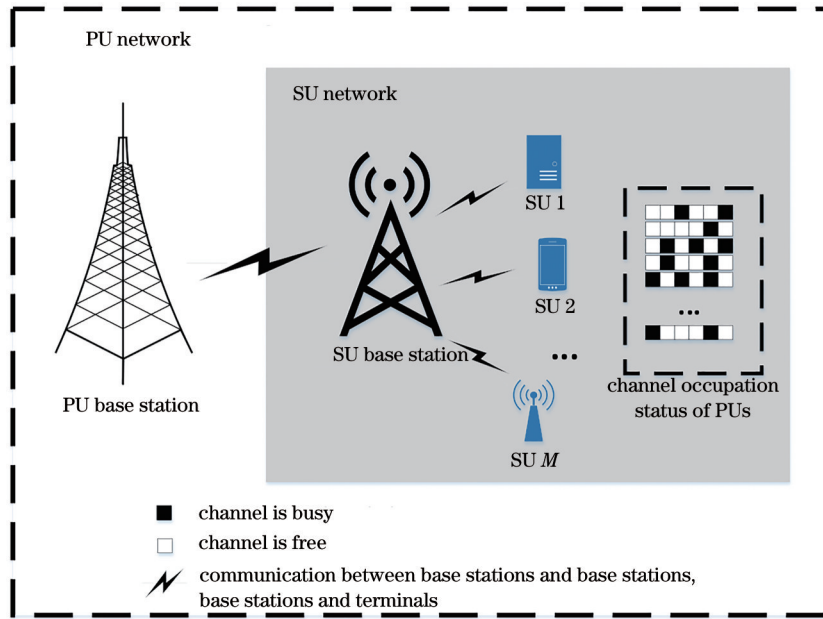 PU network
SU network
SU 1
SU 2
...
SU base station
PU base station
...
channel occupation
status of PUs
SU M
channel is busy
channel is free
communication between base stations and base stations,
base stations and terminals